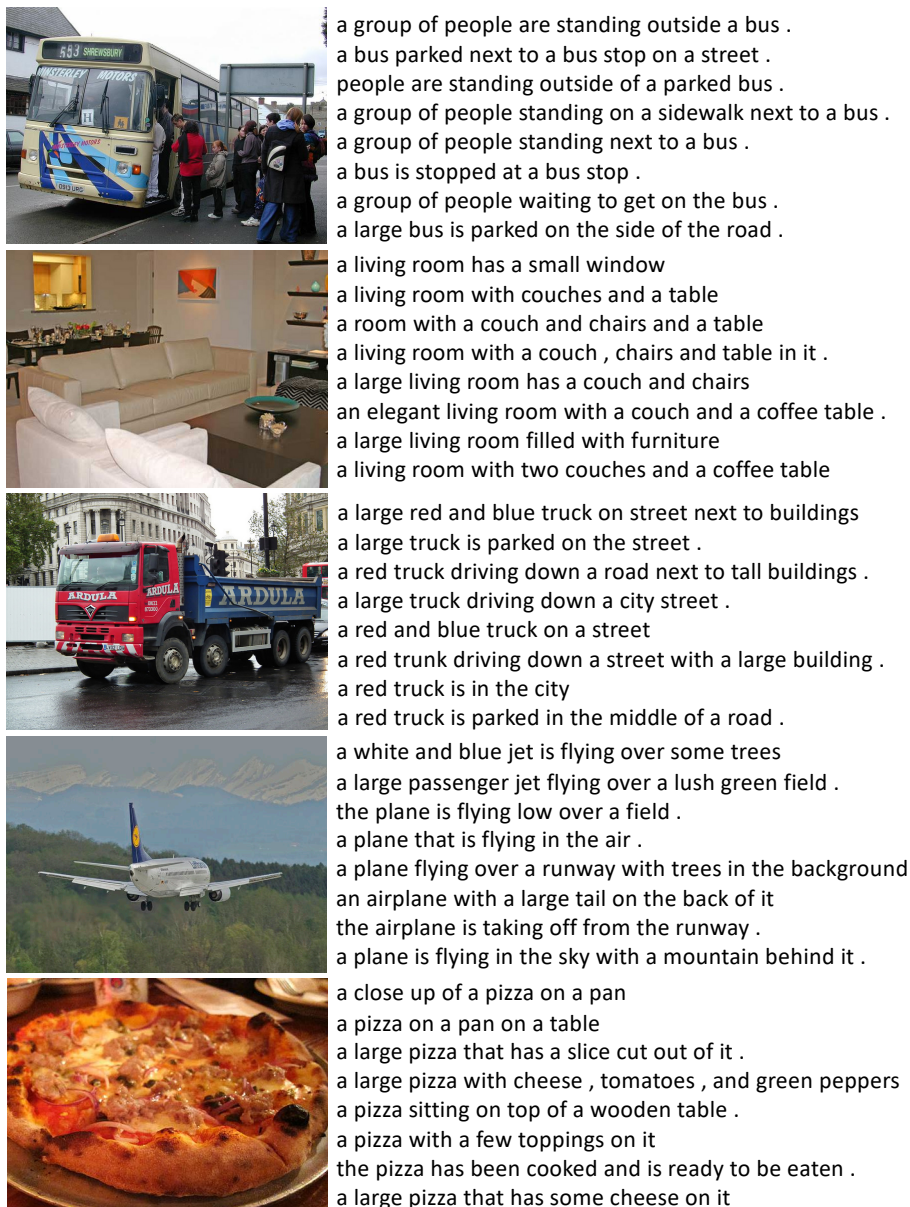 593 SHREWSBURY
MINSTERLEY MOTORS
H
MINSTERLEY MOTORS
a group of people are standing outside a bus .
a bus parked next to a bus stop on a street .
people are standing outside of a parked bus .
a group of people standing on a sidewalk next to a bus .
a group of people standing next to a bus .
a bus is stopped at a bus stop .
a group of people waiting to get on the bus .
a large bus is parked on the side of the road .
a living room has a small window
a living room with couches and a table
a room with a couch and chairs and a table
a living room with a couch , chairs and table in it .
a large living room has a couch and chairs
an elegant living room with a couch and a coffee table .
a large living room filled with furniture
a living room with two couches and a coffee table
ARDULA
ARDULA
ARDULA
a large red and blue truck on street next to buildings
a large truck is parked on the street .
a red truck driving down a road next to tall buildings .
a large truck driving down a city street .
a red and blue truck on a street
a red trunk driving down a street with a large building .
a red truck is in the city
a red truck is parked in the middle of a road .
a white and blue jet is flying over some trees
a large passenger jet flying over a lush green field .
the plane is flying low over a field .
a plane that is flying in the air .
a plane flying over a runway with trees in the background
an airplane with a large tail on the back of it
the airplane is taking off from the runway .
a plane is flying in the sky with a mountain behind it .
a close up of a pizza on a pan
a pizza on a pan on a table
a large pizza that has a slice cut out of it .
a large pizza with cheese , tomatoes , and green peppers
a pizza sitting on top of a wooden table .
a pizza with a few toppings on it
the pizza has been cooked and is ready to be eaten .
a large pizza that has some cheese on it